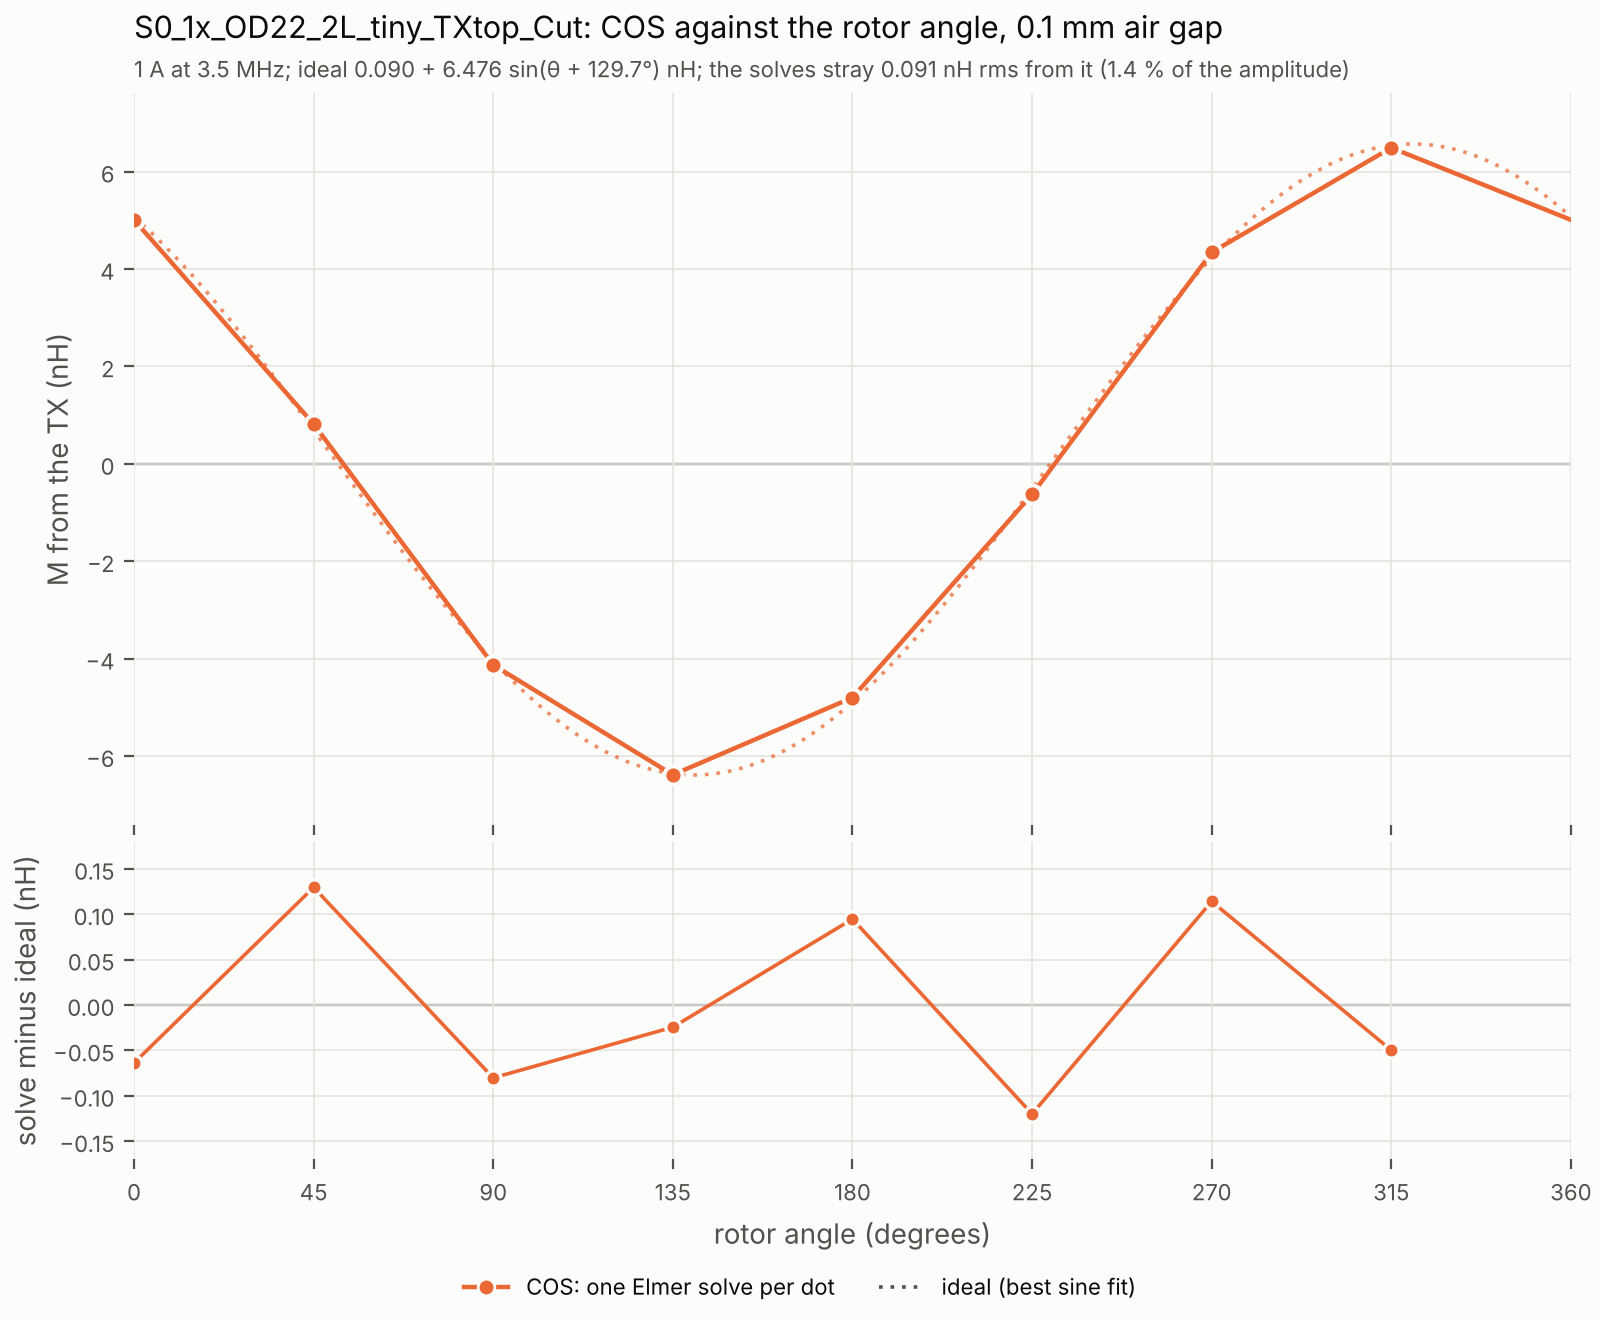 S0_1x_OD22_2L_tiny_TXtop_Cut: COS against the rotor angle, 0.1 mm air gap
1 A at 3.5 MHz; ideal 0.090 + 6.476 sin(θ + 129.7°) nH; the solves stray 0.091 nH rms from it (1.4 % of the amplitude)
M from the TX (nH)
6
4
2
0
−2
−4
−6
solve minus ideal (nH)
0.15
0.10
0.05
0.00
−0.05
−0.10
−0.15
0 45 90 135 180 225 270 315 360
rotor angle (degrees)
COS: one Elmer solve per dot ideal (best sine fit)